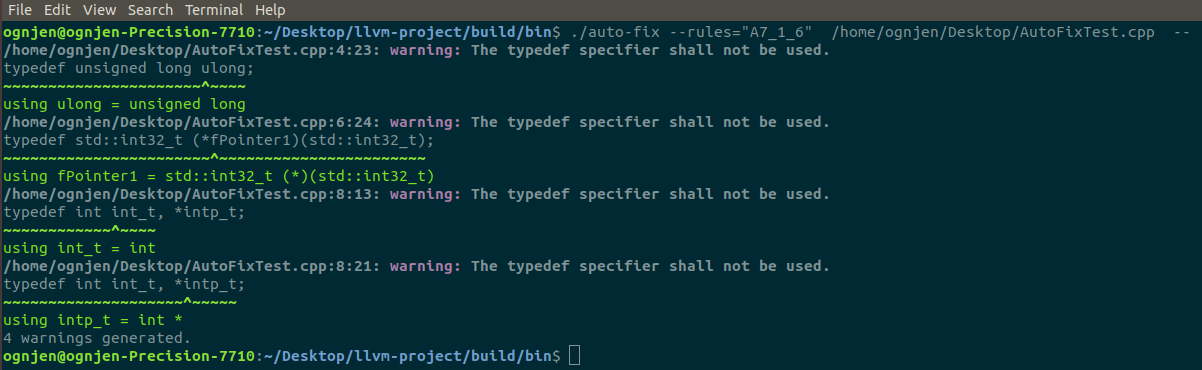 File Edit View Search Terminal Help
ognjen@ognjen-Precision-7710:~/Desktop/llvm-project/build/bin$ ./auto-fix --rules="A7_1_6"  /home/ognjen/Desktop/AutoFixTest.cpp  --
/home/ognjen/Desktop/AutoFixTest.cpp:4:23: warning: The typedef specifier shall not be used.
typedef unsigned long ulong;
~~~~~~~~~~~~~~~~~~~~~~^~~~~
using ulong = unsigned long
/home/ognjen/Desktop/AutoFixTest.cpp:6:24: warning: The typedef specifier shall not be used.
typedef std::int32_t (*fPointer1)(std::int32_t);
~~~~~~~~~~~~~~~~~~~~~~~^~~~~~~~~~~~~~~~~~~~~~~~
using fPointer1 = std::int32_t (*)(std::int32_t)
/home/ognjen/Desktop/AutoFixTest.cpp:8:13: warning: The typedef specifier shall not be used.
typedef int int_t, *intp_t;
~~~~~~~~~~~~^~~~~
using int_t = int
/home/ognjen/Desktop/AutoFixTest.cpp:8:21: warning: The typedef specifier shall not be used.
typedef int int_t, *intp_t;
~~~~~~~~~~~~~~~~~~~~^~~~~~
using intp_t = int *
4 warnings generated.
ognjen@ognjen-Precision-7710:~/Desktop/llvm-project/build/bin$